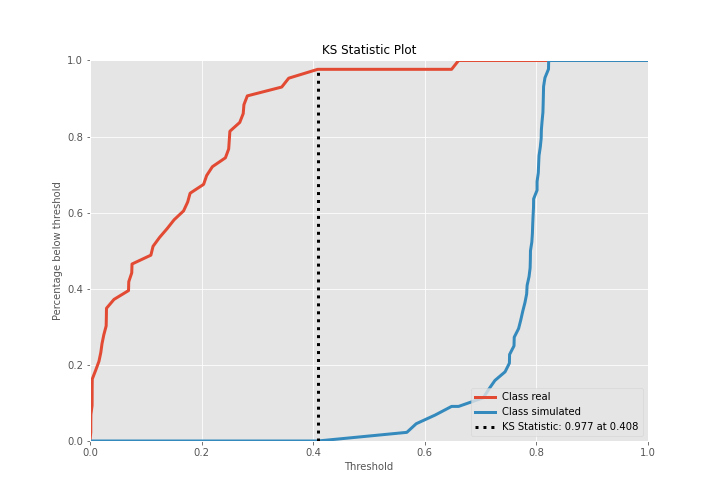 KS Statistic Plot
1.0
0.8
0.6
0.4
0.2
0.0
Percentage below threshold
0.0 0.2 0.4 0.6 0.8 1.0
Threshold
Class real
Class simulated
KS Statistic: 0.977 at 0.408